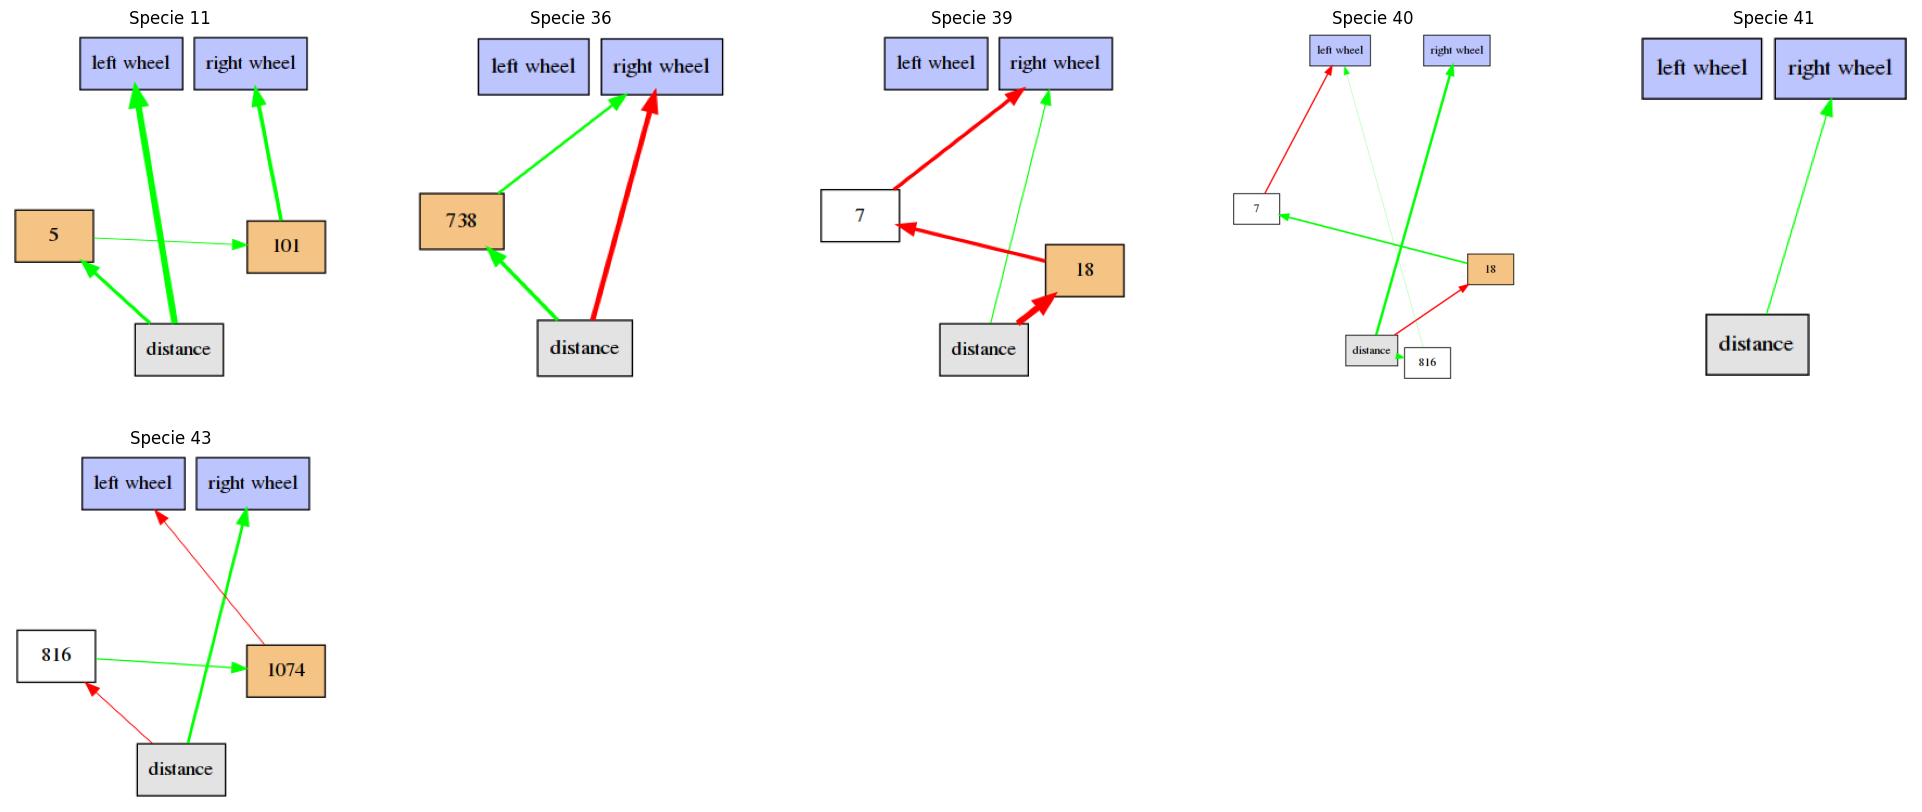 Specie 11
left wheel
right wheel
5
101
distance
Specie 36
left wheel
right wheel
738
distance
Specie 39
left wheel
right wheel
7
18
distance
Specie 40
left wheel
right wheel
7
18
distance
816
Specie 41
left wheel
right wheel
distance
Specie 43
left wheel
right wheel
816
1074
distance